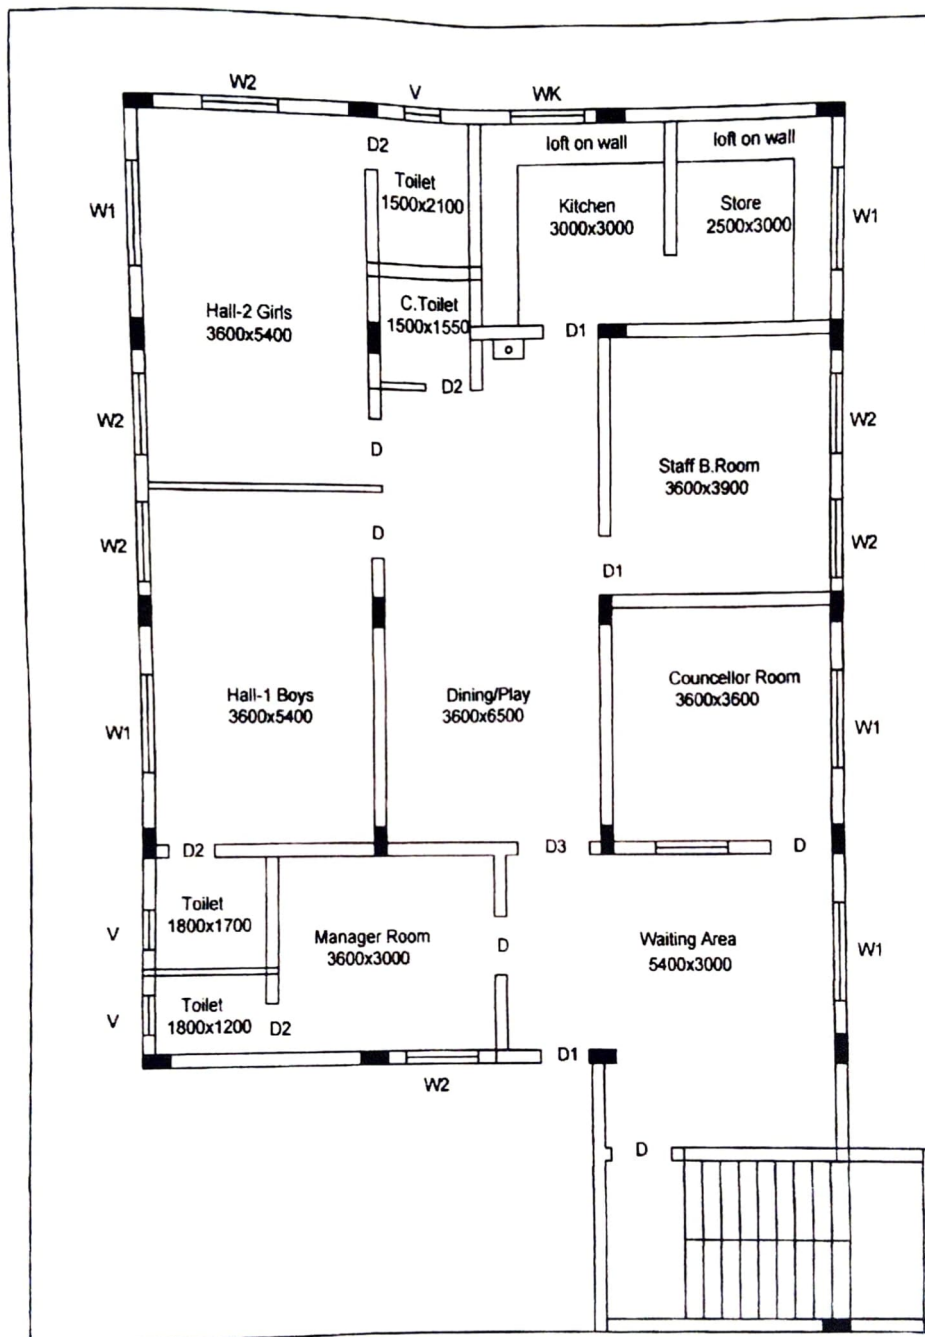 W2
V
WK
D2
loft on wall
loft on wall
Toilet
1500x2100
Kitchen
3000x3000
Store
2500x3000
W1
W1
Hall-2 Girls
3600x5400
C.Toilet
1500x1550
D1
D2
W2
W2
D
Staff B.Room
3600x3900
D
W2
W2
D1
Hall-1 Boys
3600x5400
Dining/Play
3600x6500
Councellor Room
3600x3600
W1
W1
D2
D3
D
Toilet
1800x1700
V
Manager Room
3600x3000
D
Waiting Area
5400x3000
W1
Toilet
1800x1200
V
D2
D1
W2
D